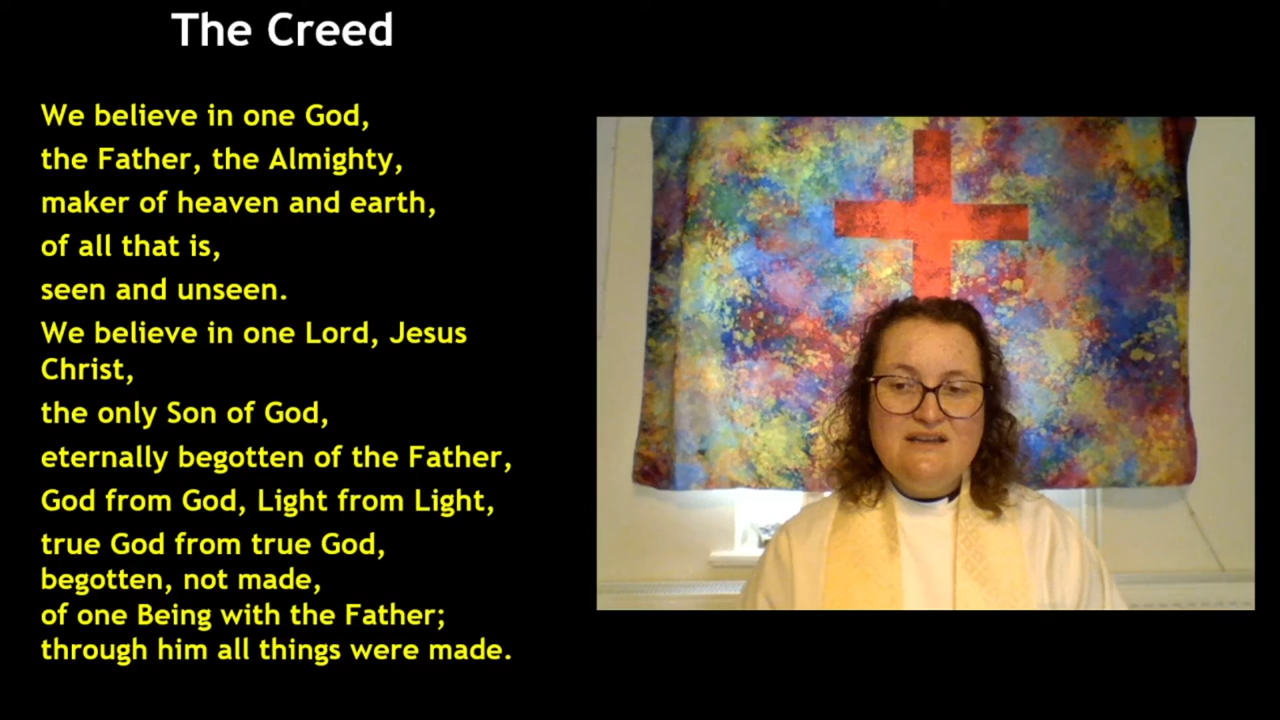 The Creed
We believe in one God,
the Father, the Almighty,
maker of heaven and earth,
of all that is,
seen and unseen.
We believe in one Lord, Jesus
Christ,
the only Son of God,
eternally begotten of the Father,
God from God, Light from Light,
true God from true God,
begotten, not made,
of one Being with the Father;
through him all things were made.